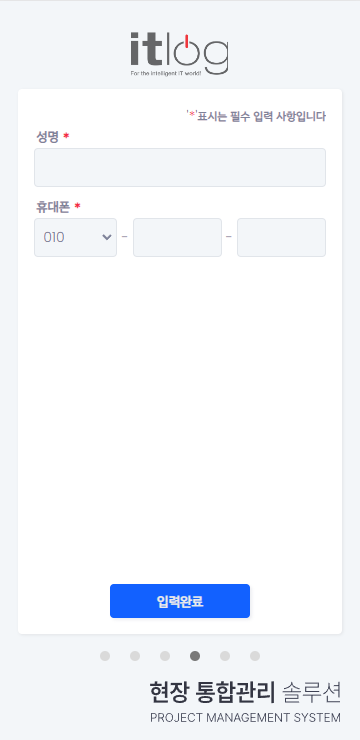 itlog
For the intelligent IT world!
'*'표시는 필수 입력 사항입니다
성명 *
휴대폰 *
010 - -
입력완료
현장 통합관리 솔루션
PROJECT MANAGEMENT SYSTEM